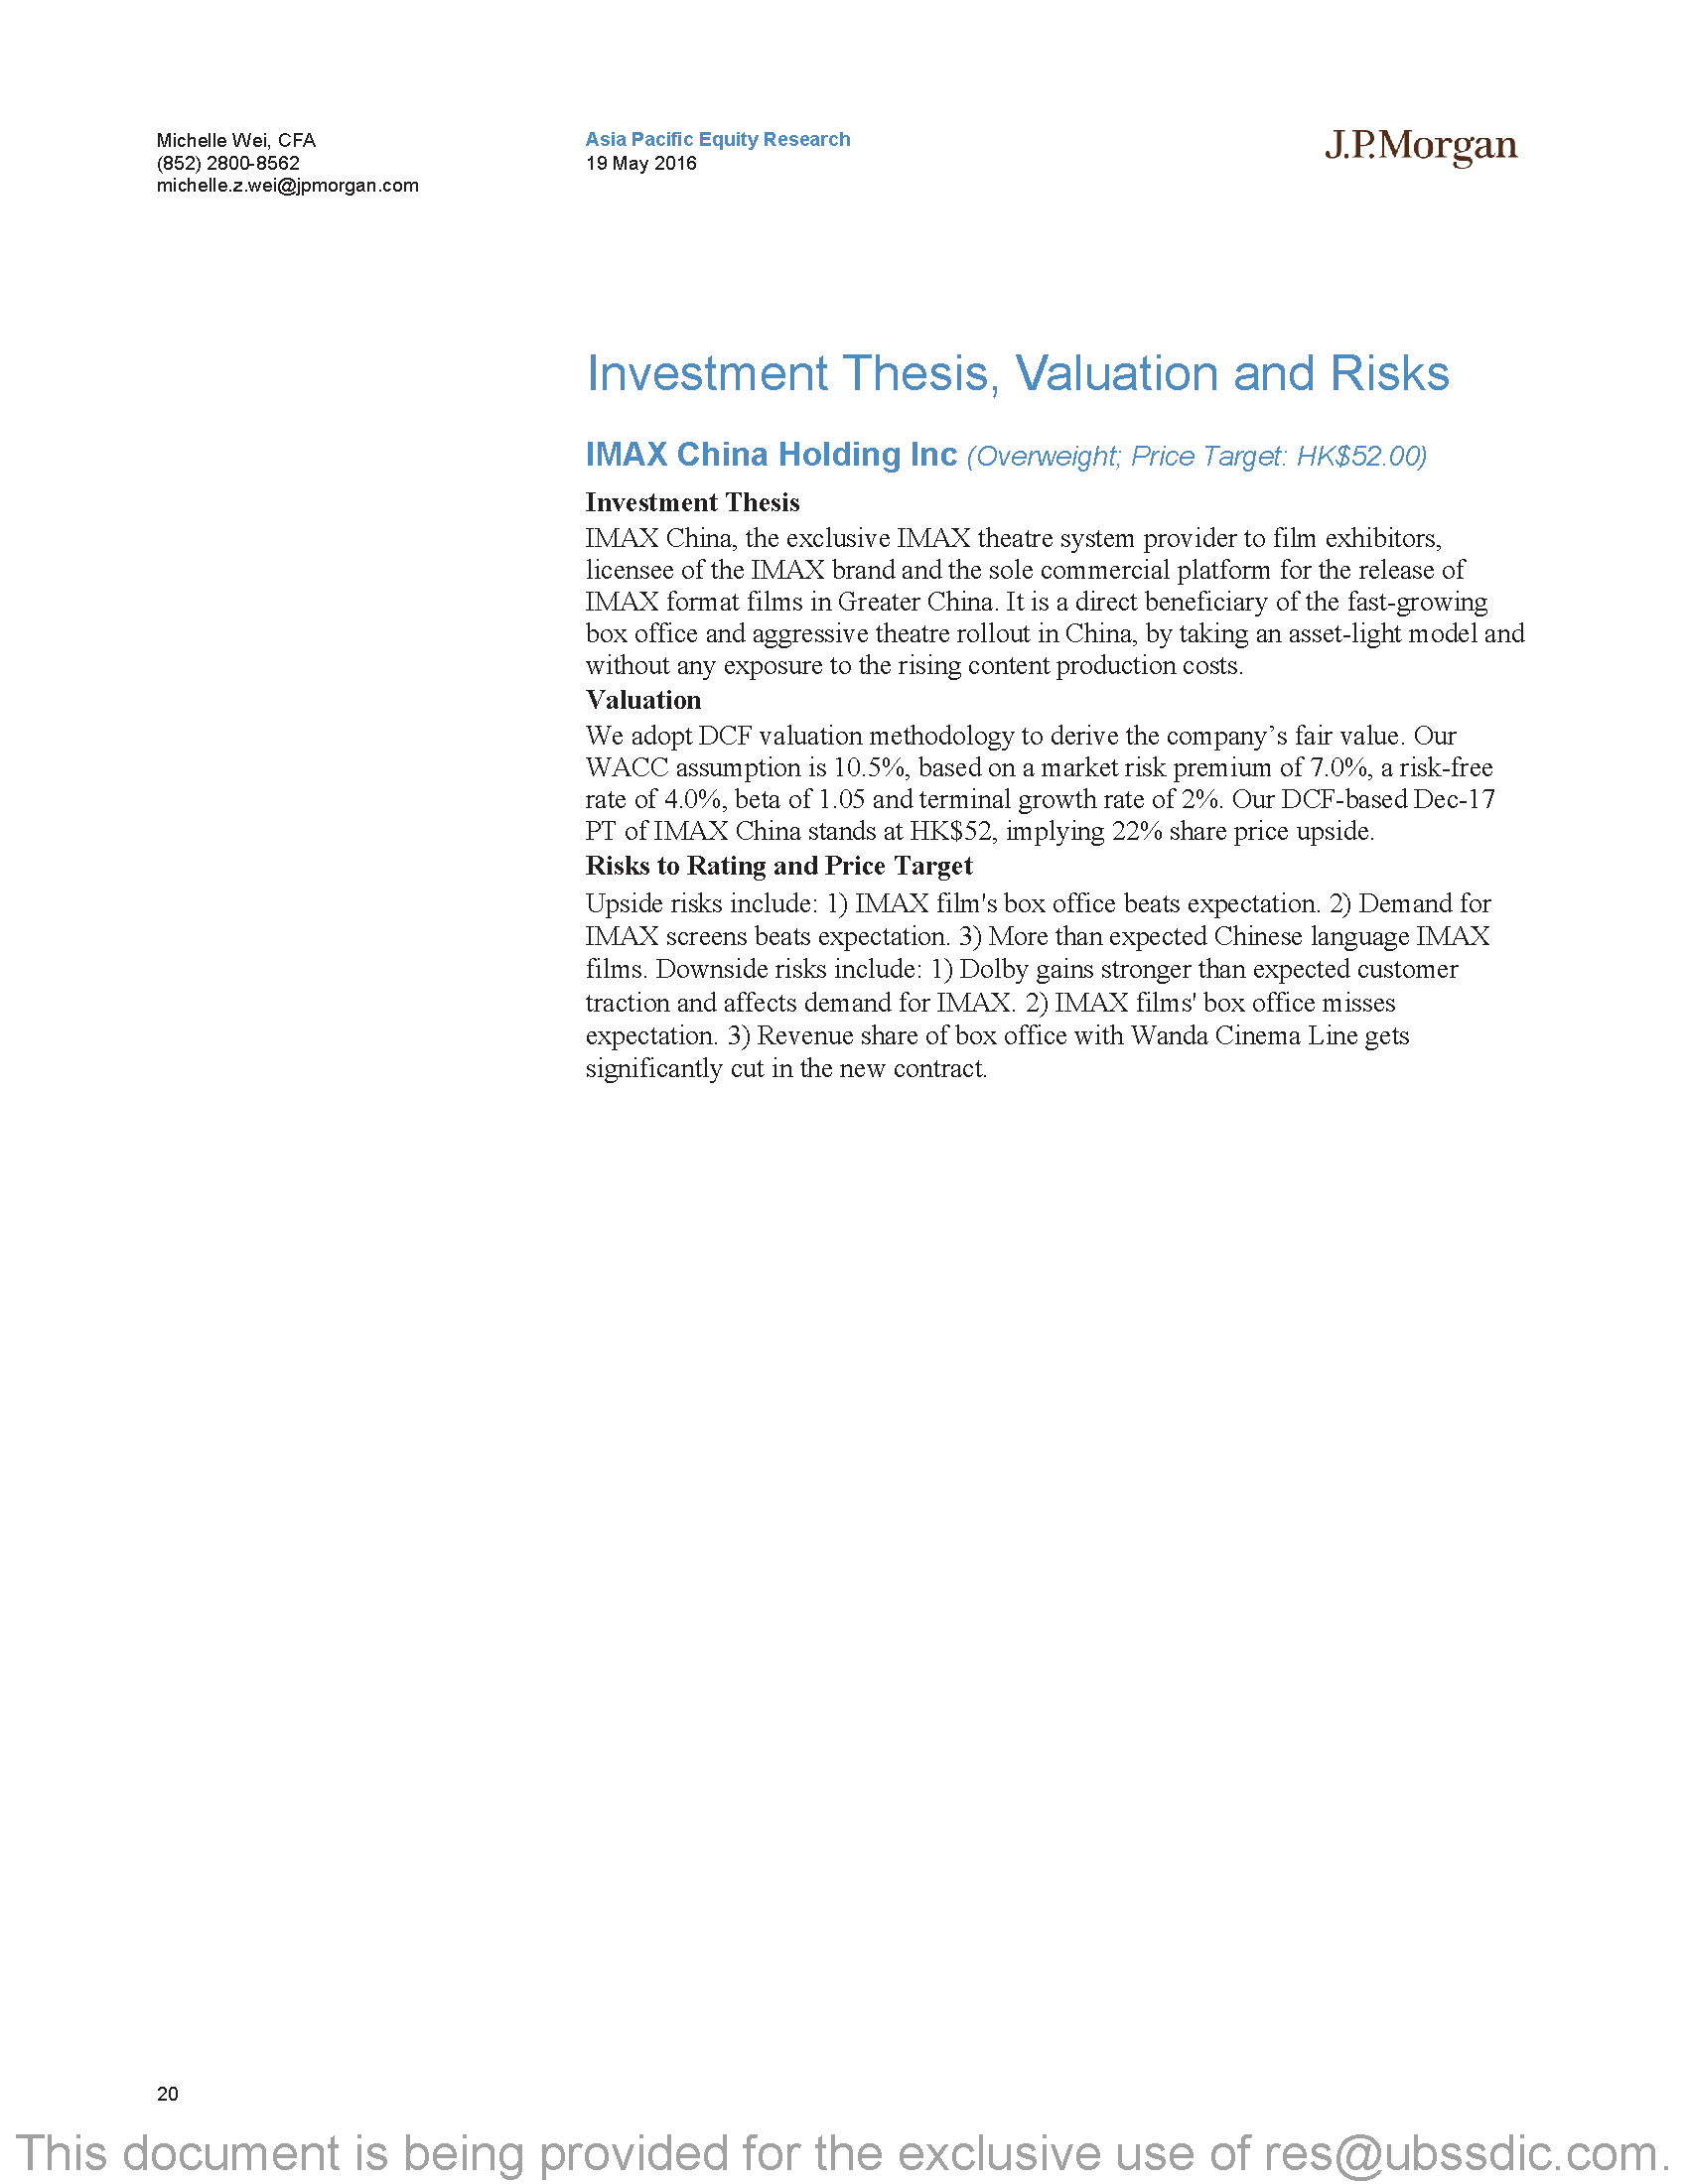 Michelle Wei, CFA
(852) 2800-8562
michelle.z.wei@jpmorgan.com
Asia Pacific Equity Research
19 May 2016
J.P.Morgan
Investment Thesis, Valuation and Risks
IMAX China Holding Inc (Overweight; Price Target: HK$52.00)
Investment Thesis
IMAX China, the exclusive IMAX theatre system provider to film exhibitors,
licensee of the IMAX brand and the sole commercial platform for the release of
IMAX format films in Greater China. It is a direct beneficiary of the fast-growing
box office and aggressive theatre rollout in China, by taking an asset-light model and
without any exposure to the rising content production costs.
Valuation
We adopt DCF valuation methodology to derive the company’s fair value. Our
WACC assumption is 10.5%, based on a market risk premium of 7.0%, a risk-free
rate of 4.0%, beta of 1.05 and terminal growth rate of 2%. Our DCF-based Dec-17
PT of IMAX China stands at HK$52, implying 22% share price upside.
Risks to Rating and Price Target
Upside risks include: 1) IMAX film's box office beats expectation. 2) Demand for
IMAX screens beats expectation. 3) More than expected Chinese language IMAX
films. Downside risks include: 1) Dolby gains stronger than expected customer
traction and affects demand for IMAX. 2) IMAX films' box office misses
expectation. 3) Revenue share of box office with Wanda Cinema Line gets
significantly cut in the new contract.
20
This document is being provided for the exclusive use of res@ubssdic.com.